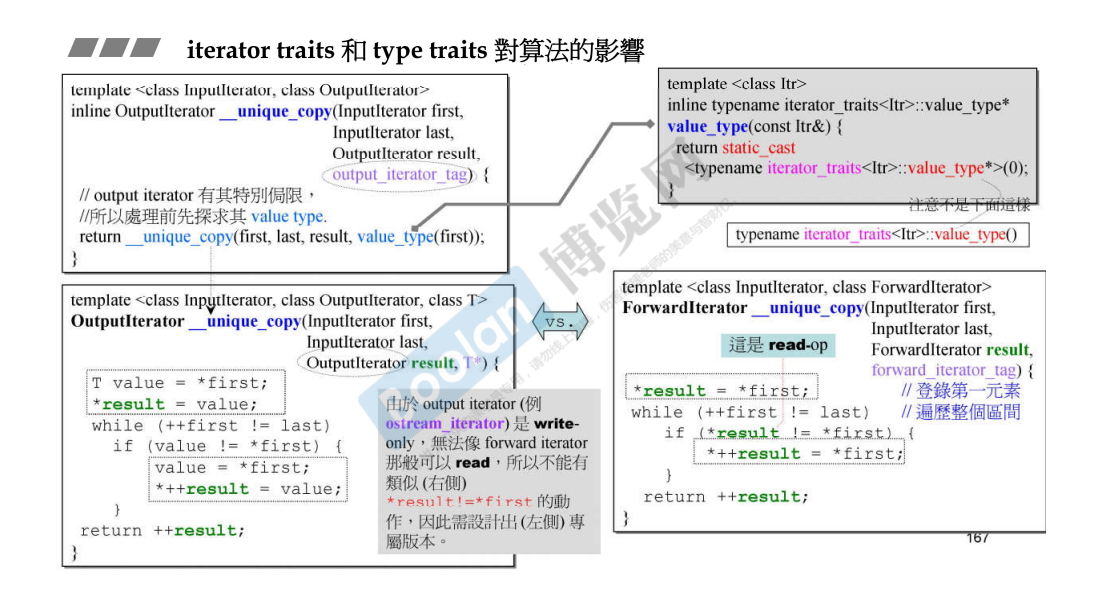 iterator traits 和 type traits 對算法的影響
template <class InputIterator, class OutputIterator>
inline OutputIterator __unique_copy(InputIterator first,
InputIterator last,
OutputIterator result,
output_iterator_tag) {
// output iterator 有其特別侷限，
//所以處理前先探求其 value type.
return __unique_copy(first, last, result, value_type(first));
}
template <class Itr>
inline typename iterator_traits<Itr>::value_type*
value_type(const Itr&) {
return static_cast
<typename iterator_traits<Itr>::value_type*>(0);
}
注意不是下面這樣
typename iterator_traits<Itr>::value_type()
template <class InputIterator, class OutputIterator, class T>
OutputIterator __unique_copy(InputIterator first,
InputIterator last,
OutputIterator result, T*) {
T value = *first;
*result = value;
while (++first != last)
if (value != *first) {
value = *first;
*++result = value;
}
return ++result;
}
由於 output iterator (例
ostream_iterator) 是 write-
only，無法像 forward iterator
那般可以 read，所以不能有
類似 (右側)
*result!=*first 的動
作，因此需設計出 (左側) 專
屬版本。
vs.
template <class InputIterator, class ForwardIterator>
ForwardIterator __unique_copy(InputIterator first,
InputIterator last,
ForwardIterator result,
forward_iterator_tag) {
這是 read-op
*result = *first; // 登錄第一元素
while (++first != last) // 遍歷整個區間
if (*result != *first) {
*++result = *first;
}
return ++result;
}
167
boolan
博览网